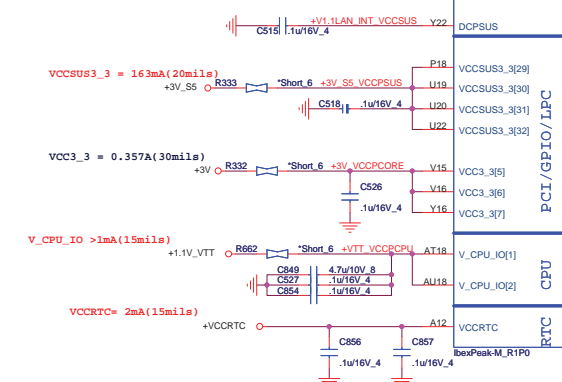 +V1.1LAN_INT_VCCSUS Y22 DCPSUS
C515 .1u/16V_4
P18 VCCSUS3_3[29]
VCCSUS3_3 = 163mA(20mils)
+3V_S5 R333 *Short_6 +3V_S5_VCCPSUS U19 VCCSUS3_3[30]
C518 .1u/16V_4 U20 VCCSUS3_3[31]
U22 VCCSUS3_3[32]
PCI/GPIO/LPC
VCC3_3 = 0.357A(30mils)
+3V R332 *Short_6 +3V_VCCPCORE V15 VCC3_3[5]
C526 V16 VCC3_3[6]
.1u/16V_4 Y16 VCC3_3[7]
V_CPU_IO >1mA(15mils)
+1.1V_VTT R662 *Short_6 +VTT_VCCPCPU AT18 V_CPU_IO[1]
C849 4.7u/10V_8
C527 .1u/16V_4 AU18 V_CPU_IO[2]
C854 .1u/16V_4
CPU
VCCRTC= 2mA(15mils)
+VCCRTC A12 VCCRTC
RTC
C856 C857
IbexPeak-M_R1P0
.1u/16V_4 .1u/16V_4